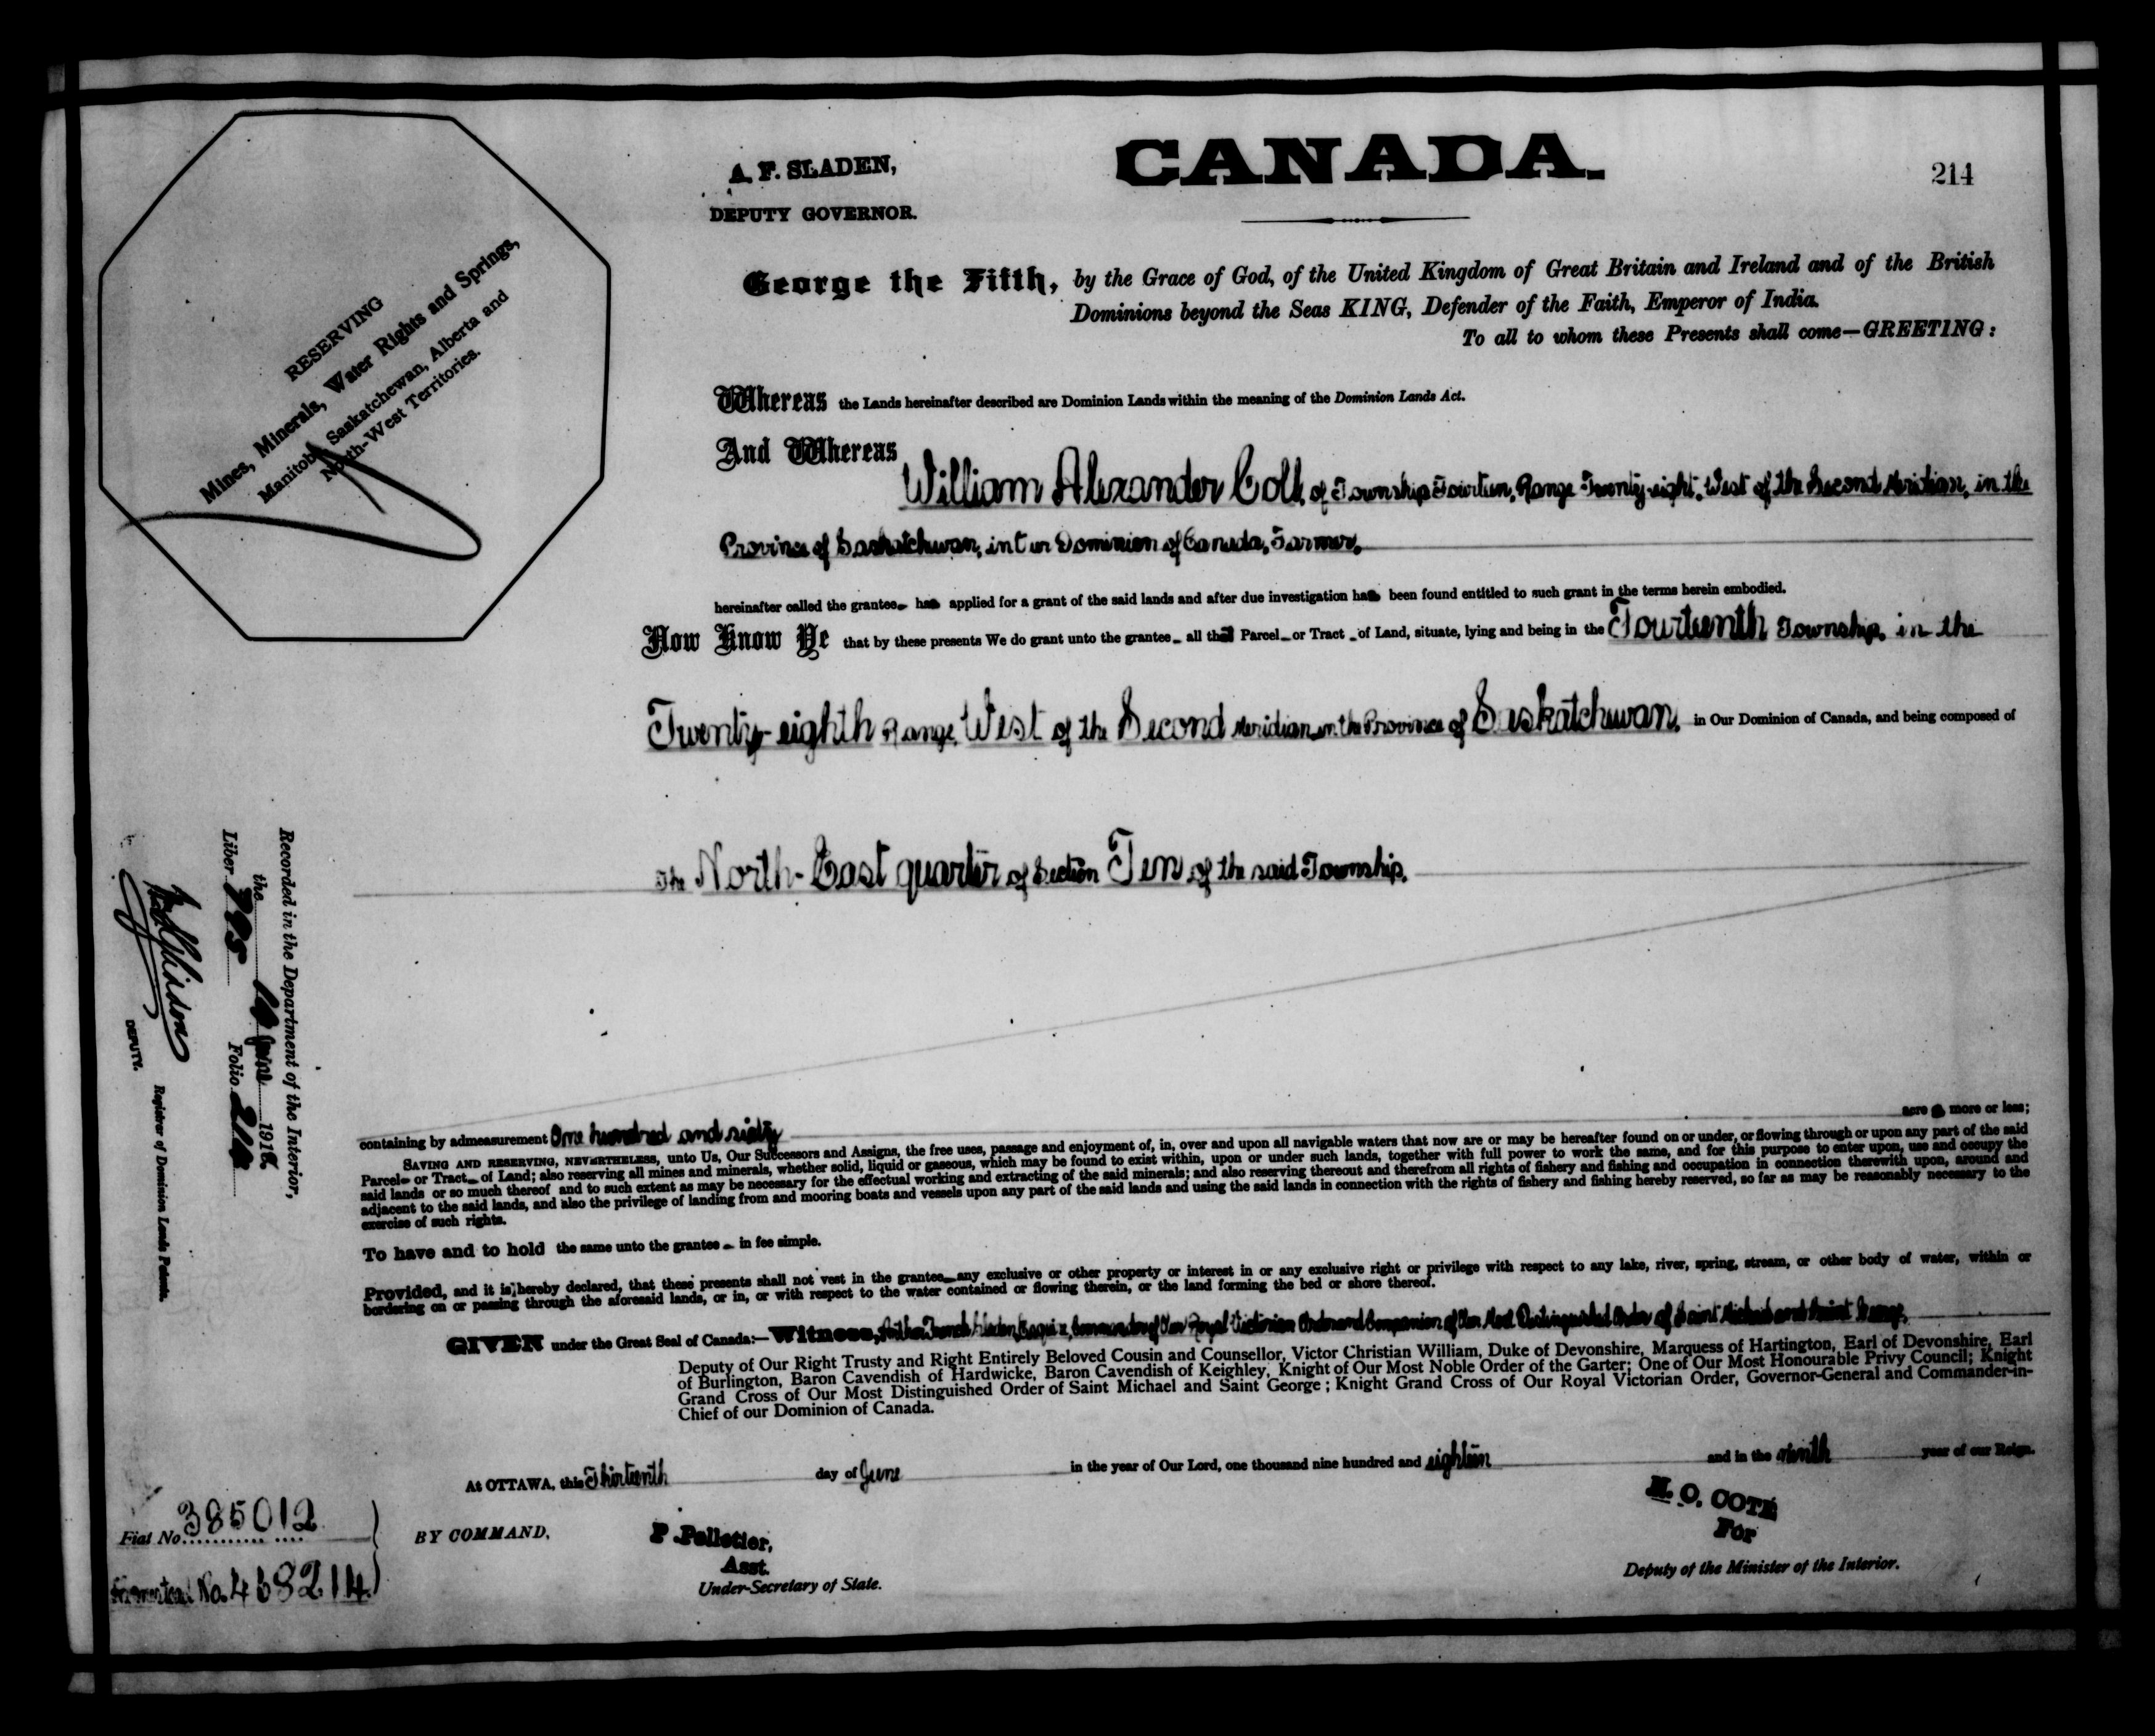 CANADA.
214
A. F. SLADEN,
DEPUTY GOVERNOR.
RESERVING
Mines, Minerals, Water Rights and Springs,
Manitoba, Saskatchewan, Alberta and
North-West Territories.
George the Fifth, by the Grace of God, of the United Kingdom of Great Britain and Ireland and of the British
Dominions beyond the Seas KING, Defender of the Faith, Emperor of India.
To all to whom these Presents shall come—GREETING:
Whereas the Lands hereinafter described are Dominion Lands within the meaning of the Dominion Lands Act.
And Whereas
William Alexander of Township Fourteen, Range Twenty-eight, West of the Second Meridian, in the
Province of Saskatchewan, in Our Dominion of Canada, Farmer,
hereinafter called the grantee has applied for a grant of the said lands and after due investigation has been found entitled to such grant in the terms herein embodied.
Now Know Ye that by these presents We do grant unto the grantee all that Parcel or Tract of Land, situate, lying and being in the Fourteenth Township, in the
Twenty-eighth Range, West of the Second Meridian, in the Province of Saskatchewan, in Our Dominion of Canada, and being composed of
The North-East quarter of Section Ten of the said Township.
containing by admeasurement One hundred and sixty acres more or less;
SAVING AND RESERVING, NEVERTHELESS, unto Us, Our Successors and Assigns, the free uses, passage and enjoyment of, in, over and upon all navigable waters that now are or may be hereafter found on or under, or flowing through or upon any part of the said
Parcel or Tract of Land; also reserving all mines and minerals, whether solid, liquid or gaseous, which may be found to exist within, upon or under such lands, together with full power to work the same, and for this purpose to enter upon, use and occupy the
said lands or so much thereof and to such extent as may be necessary for the effectual working and extracting of the said minerals; and also reserving thereout and therefrom all rights of fishery and fishing and occupation in connection therewith upon, around and
adjacent to the said lands, and also the privilege of landing from and mooring boats and vessels upon any part of the said lands and using the said lands in connection with the rights of fishery and fishing hereby reserved, so far as may be reasonably necessary to the
exercise of such rights.
To have and to hold the same unto the grantee in fee simple.
Provided, and it is hereby declared, that these presents shall not vest in the grantee any exclusive or other property or interest in or any exclusive right or privilege with respect to any lake, river, spring, stream, or other body of water, within or
bordering on or passing through the aforesaid lands, or in, or with respect to the water contained or flowing therein, or the land forming the bed or shore thereof.
GIVEN under the Great Seal of Canada:—Witness, Arthur French Sladen, Esquire, Commander of Our Royal Victorian Order and Companion of Our Most Distinguished Order of Saint Michael and Saint George,
Deputy of Our Right Trusty and Right Entirely Beloved Cousin and Counsellor, Victor Christian William, Duke of Devonshire, Marquess of Hartington, Earl of Devonshire, Earl
of Burlington, Baron Cavendish of Hardwicke, Baron Cavendish of Keighley, Knight of Our Most Noble Order of the Garter; One of Our Most Honourable Privy Council; Knight
Grand Cross of Our Most Distinguished Order of Saint Michael and Saint George; Knight Grand Cross of Our Royal Victorian Order, Governor-General and Commander-in-
Chief of our Dominion of Canada.
At OTTAWA, this Thirteenth day of June in the year of Our Lord, one thousand nine hundred and eighteen and in the ninth year of our Reign.
BY COMMAND,
P. Pelletier,
Asst.
Under-Secretary of State.
N. O. COTE
For
Deputy of the Minister of the Interior.
Fiat No. 385012
Homestead No.
Recorded in the Department of the Interior,
the June 1918
Liber Folio 214
DEPUTY.
Registrar of Dominion Lands Patents.